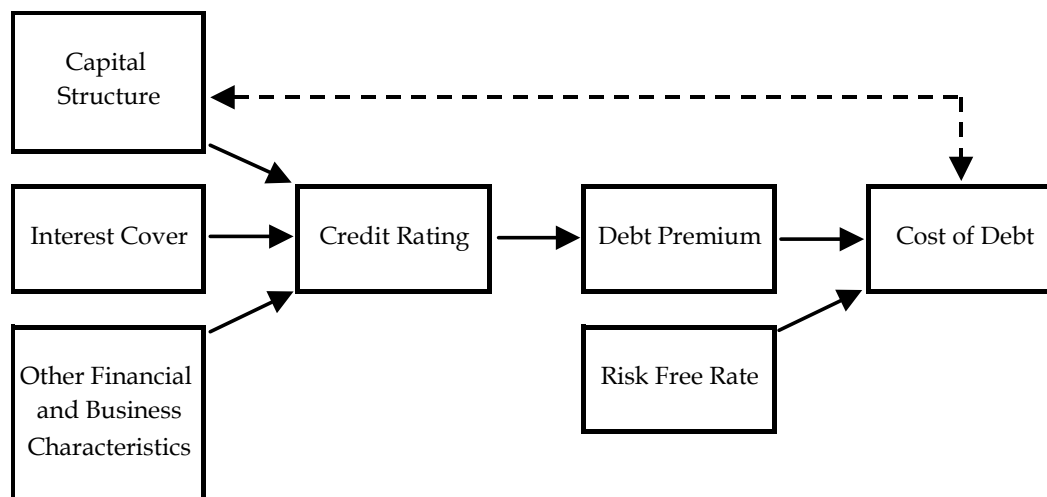 Capital
Structure
Interest Cover
Credit Rating
Debt Premium
Cost of Debt
Other Financial
and Business
Characteristics
Risk Free Rate